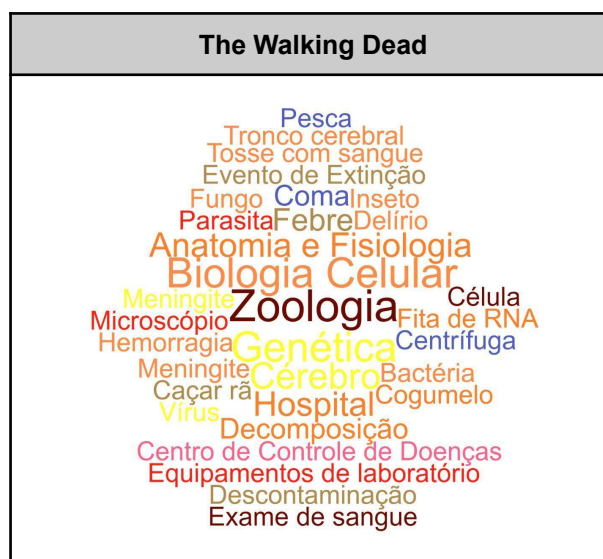 The Walking Dead
Pesca
Tronco cerebral
Tosse com sangue
Evento de Extinção
Fungo Coma Inseto
Parasita Febre Delírio
Anatomia e Fisiologia
Biologia Celular
Meningite Zoologia Célula
Microscópio Fita de RNA
Hemorragia Genética Centrífuga
Meningite Cérebro Bactéria
Caçar rã Hospital Cogumelo
Vírus
Decomposição
Centro de Controle de Doenças
Equipamentos de laboratório
Descontaminação
Exame de sangue